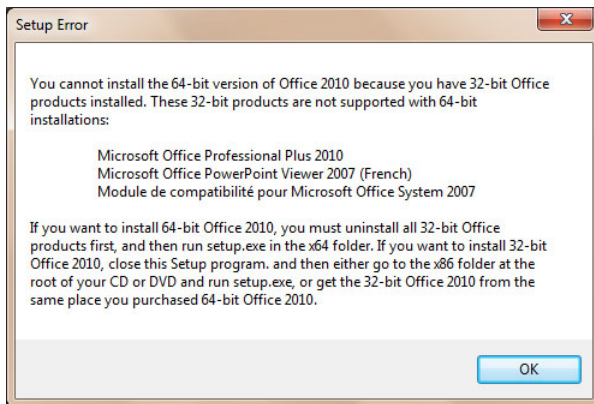 Setup Error
You cannot install the 64-bit version of Office 2010 because you have 32-bit Office
products installed. These 32-bit products are not supported with 64-bit
installations:
Microsoft Office Professional Plus 2010
Microsoft Office PowerPoint Viewer 2007 (French)
Module de compatibilité pour Microsoft Office System 2007
If you want to install 64-bit Office 2010, you must uninstall all 32-bit Office
products first, and then run setup.exe in the x64 folder. If you want to install 32-bit
Office 2010, close this Setup program. and then either go to the x86 folder at the
root of your CD or DVD and run setup.exe, or get the 32-bit Office 2010 from the
same place you purchased 64-bit Office 2010.
OK